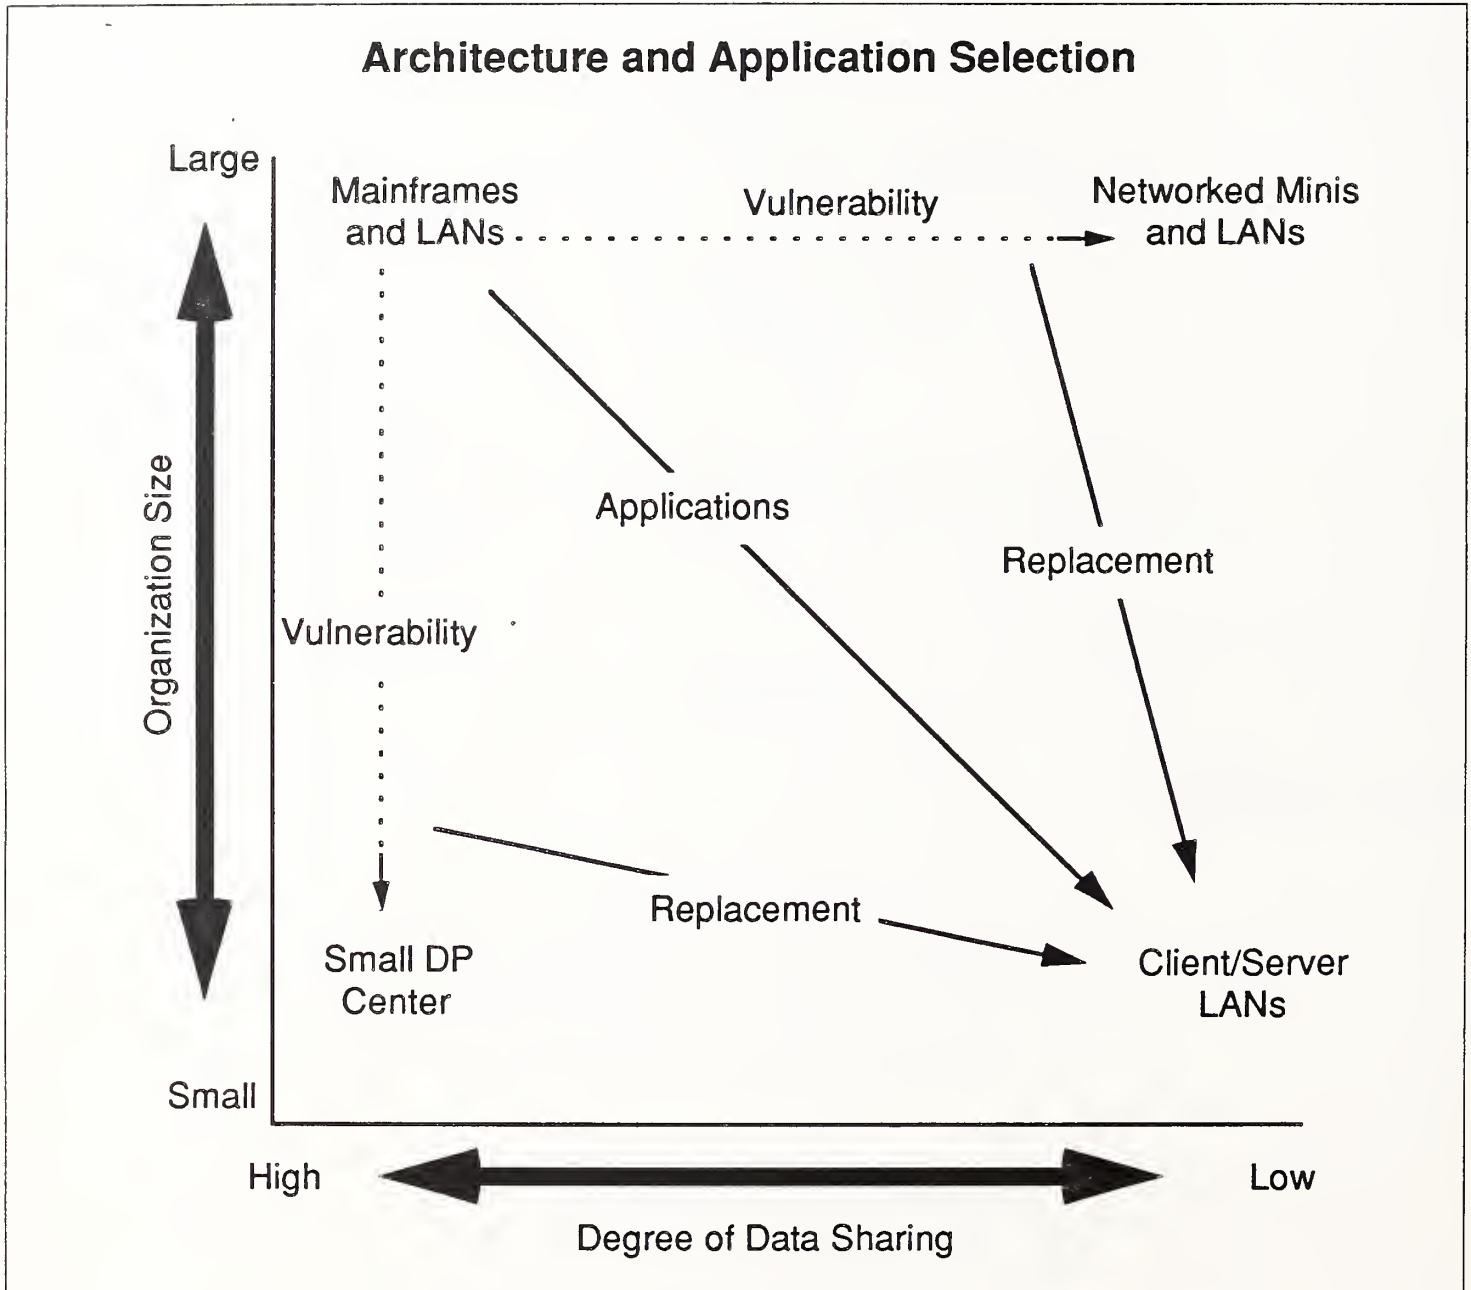 Architecture and Application Selection
Large
Mainframes
and LANs
Vulnerability
Networked Minis
and LANs
Applications
Replacement
Organization Size
Vulnerability
Replacement
Small DP
Center
Client/Server
LANs
Small
High
Low
Degree of Data Sharing